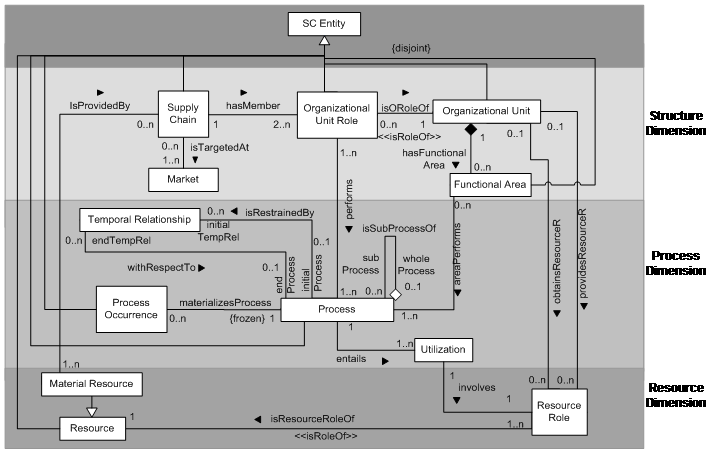 SC Entity
{disjoint}
IsProvidedBy
hasMember
isORoleOf
Supply
Chain
Organizational
Unit Role
Organizational Unit
0..n
1
2..n
0..n
1
<<isRoleOf>>
0..1
0..1
Structure
Dimension
0..n
isTargetedAt
1..n
1..n
1
hasFunctional
Area
0..n
Market
Functional Area
0..n
performs
Temporal Relationship
0..n
isRestrainedBy
initial
TempRel
isSubProcessOf
0..n
endTempRel
0..1
sub
Process
whole
Process
areaPerforms
obtainsResourceR
providesResourceR
Process
Dimension
withRespectTo
0..1
end
Process
initial
Process
1..n
0..n
0..1
Process
Occurrence
materializesProcess
0..n
{frozen}
1
Process
1..n
1
entails
1..n
Utilization
1..n
Material Resource
1
involves
0..n
0..n
Resource
Dimension
1
Resource
1
isResourceRoleOf
<<isRoleOf>>
1..n
Resource
Role